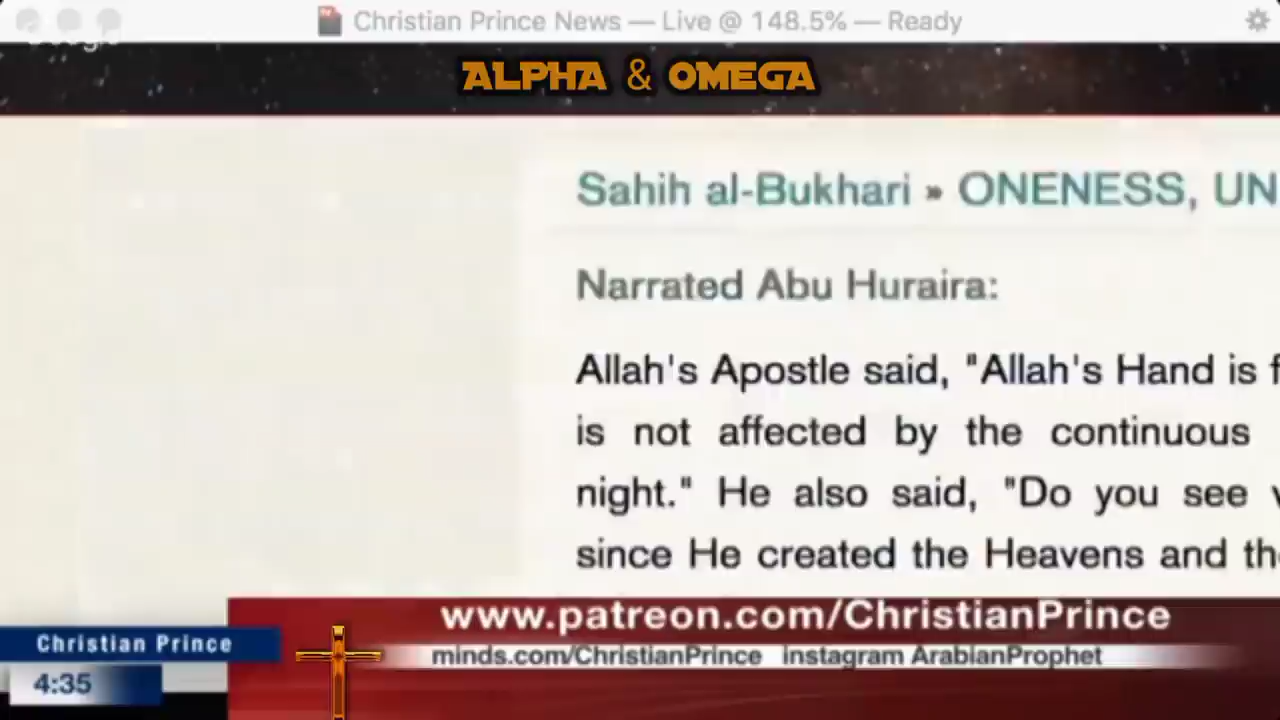 Christian Prince News — Live @ 148.5% — Ready
ALPHA & OMEGA
Sahih al-Bukhari » ONENESS, UN
Narrated Abu Huraira:
Allah's Apostle said, "Allah's Hand is f
is not affected by the continuous
night." He also said, "Do you see
since He created the Heavens and th
www.patreon.com/ChristianPrince
Christian Prince
minds.com/ChristianPrince instagram ArabianProphet
4:35